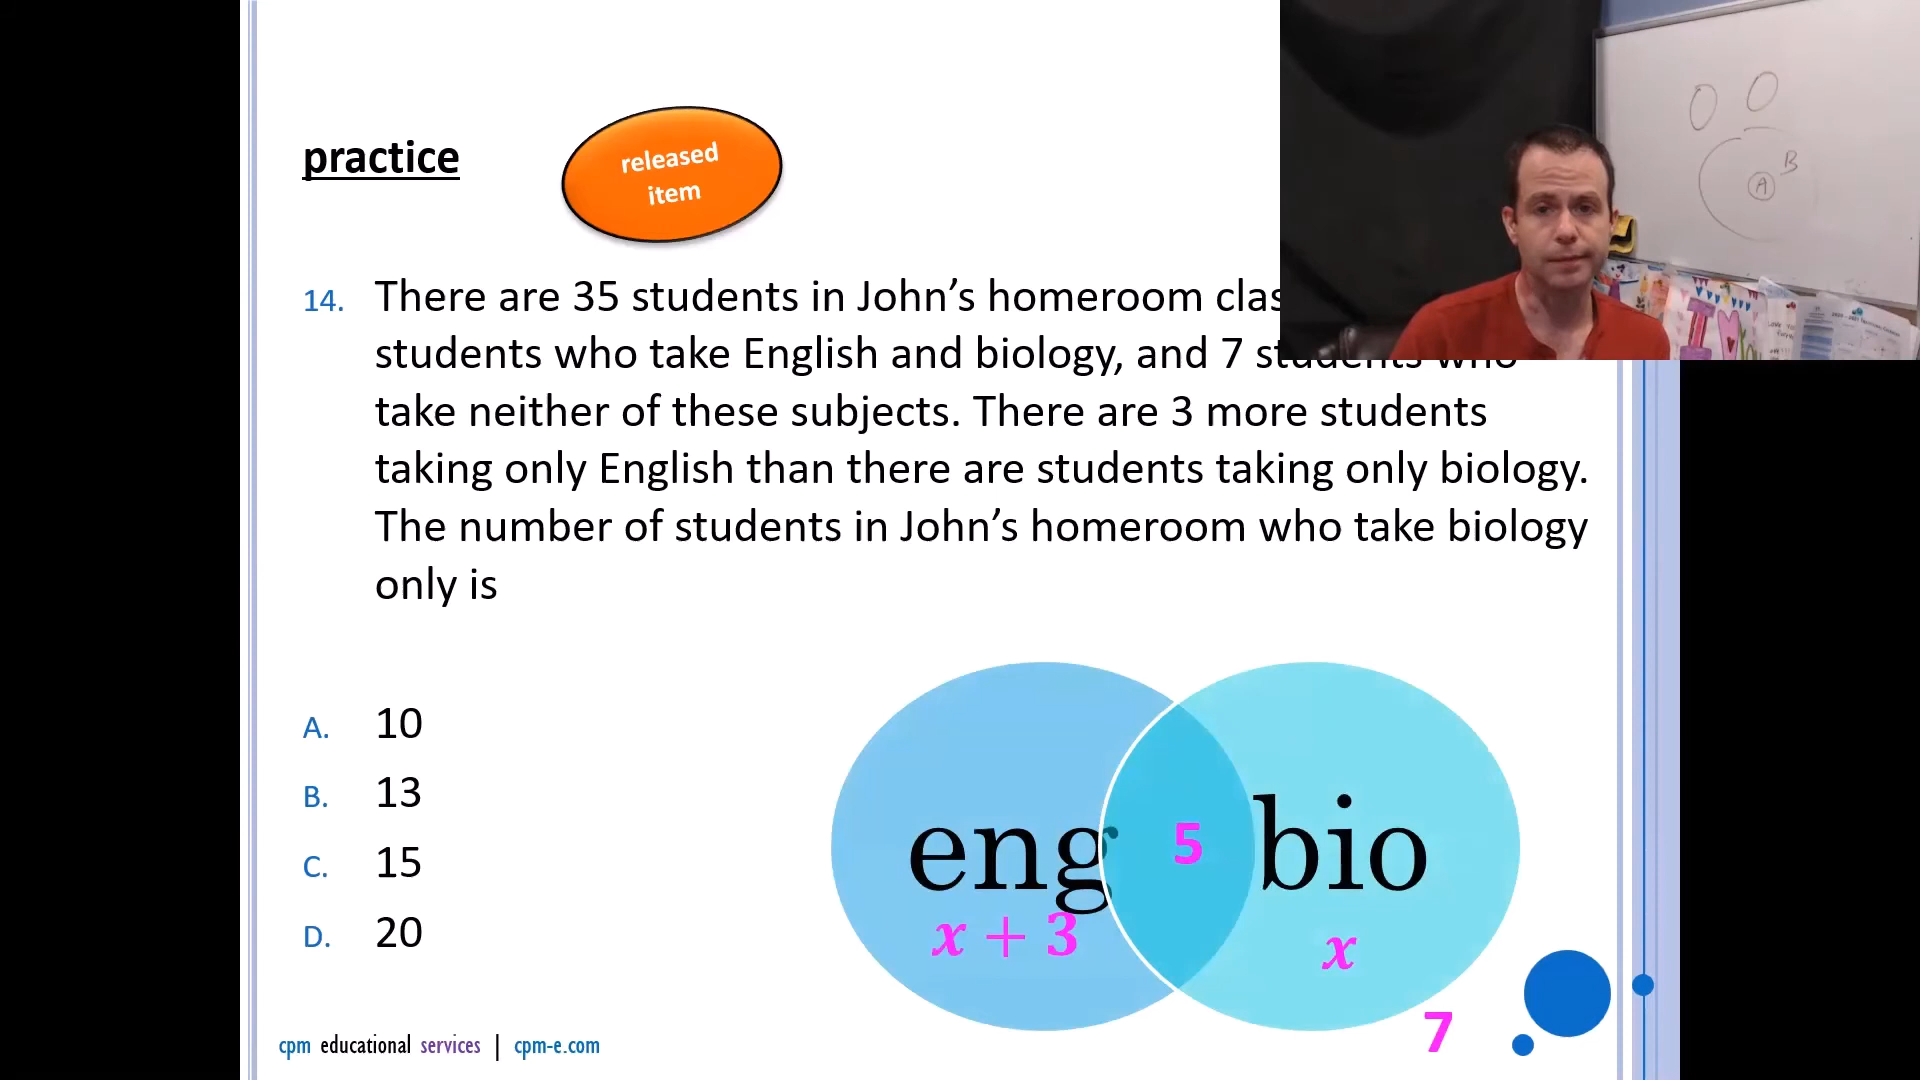 practice
released
item
14. There are 35 students in John’s homeroom
students who take English and biology, and 7 students who
take neither of these subjects. There are 3 more students
taking only English than there are students taking only biology.
The number of students in John’s homeroom who take biology
only is
A. 10
B. 13
C. 15
D. 20
eng
5
bio
x + 3
x
7
cpm educational services | cpm-e.com
A
B